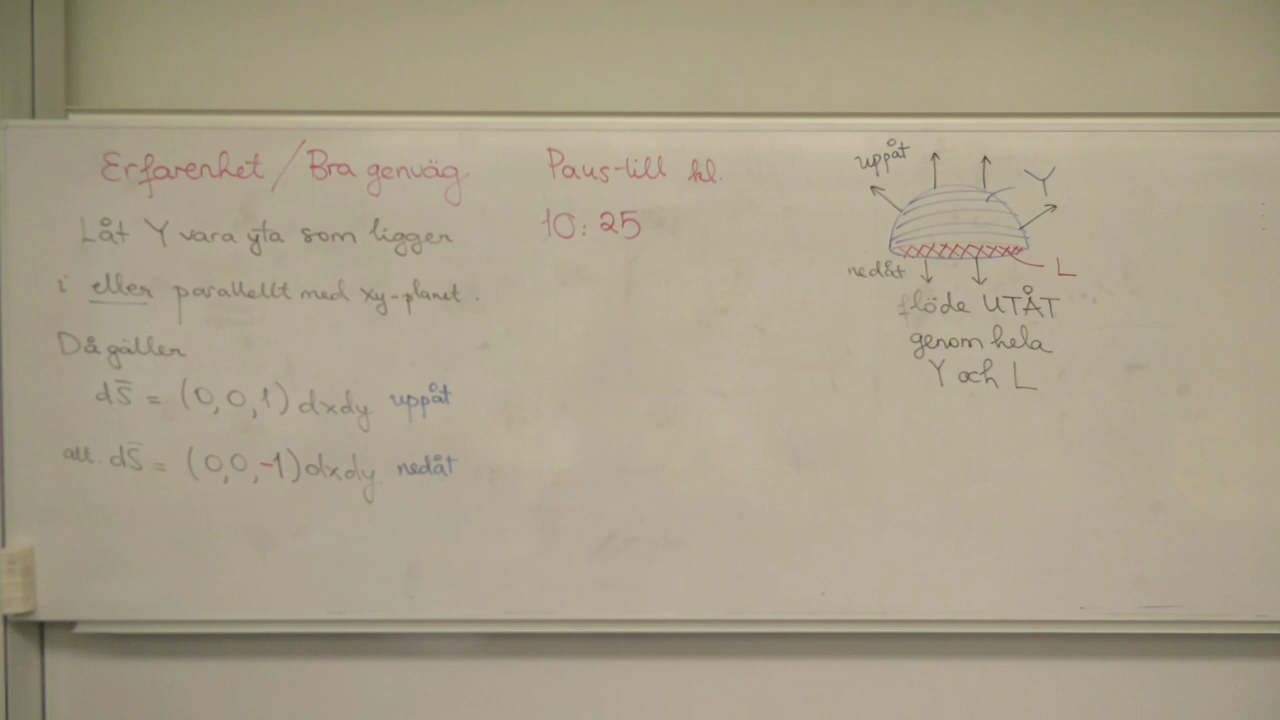 Erfarenhet / Bra genväg
Låt Y vara yta som ligger
i eller parallellt med xy-planet.
Då gäller
dS̄ = (0,0,1) dxdy uppåt
alt. dS̄ = (0,0,-1) dxdy nedåt
Paus till kl.
10:25
uppåt
Y
nedåt
L
flöde UTÅT
genom hela
Y och L